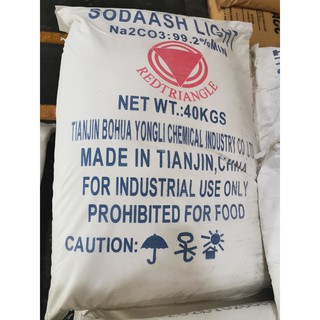 SODAASH LIGHT
Na2CO3:99.2%MIN
REDTRIANGLE
NET WT.:40KGS
TIANJIN BOHUA YONGLI CHEMICAL INDUSTRY CO LTD
MADE IN TIANJIN,CHINA
FOR INDUSTRIAL USE ONLY
PROHIBITED FOR FOOD
CAUTION: